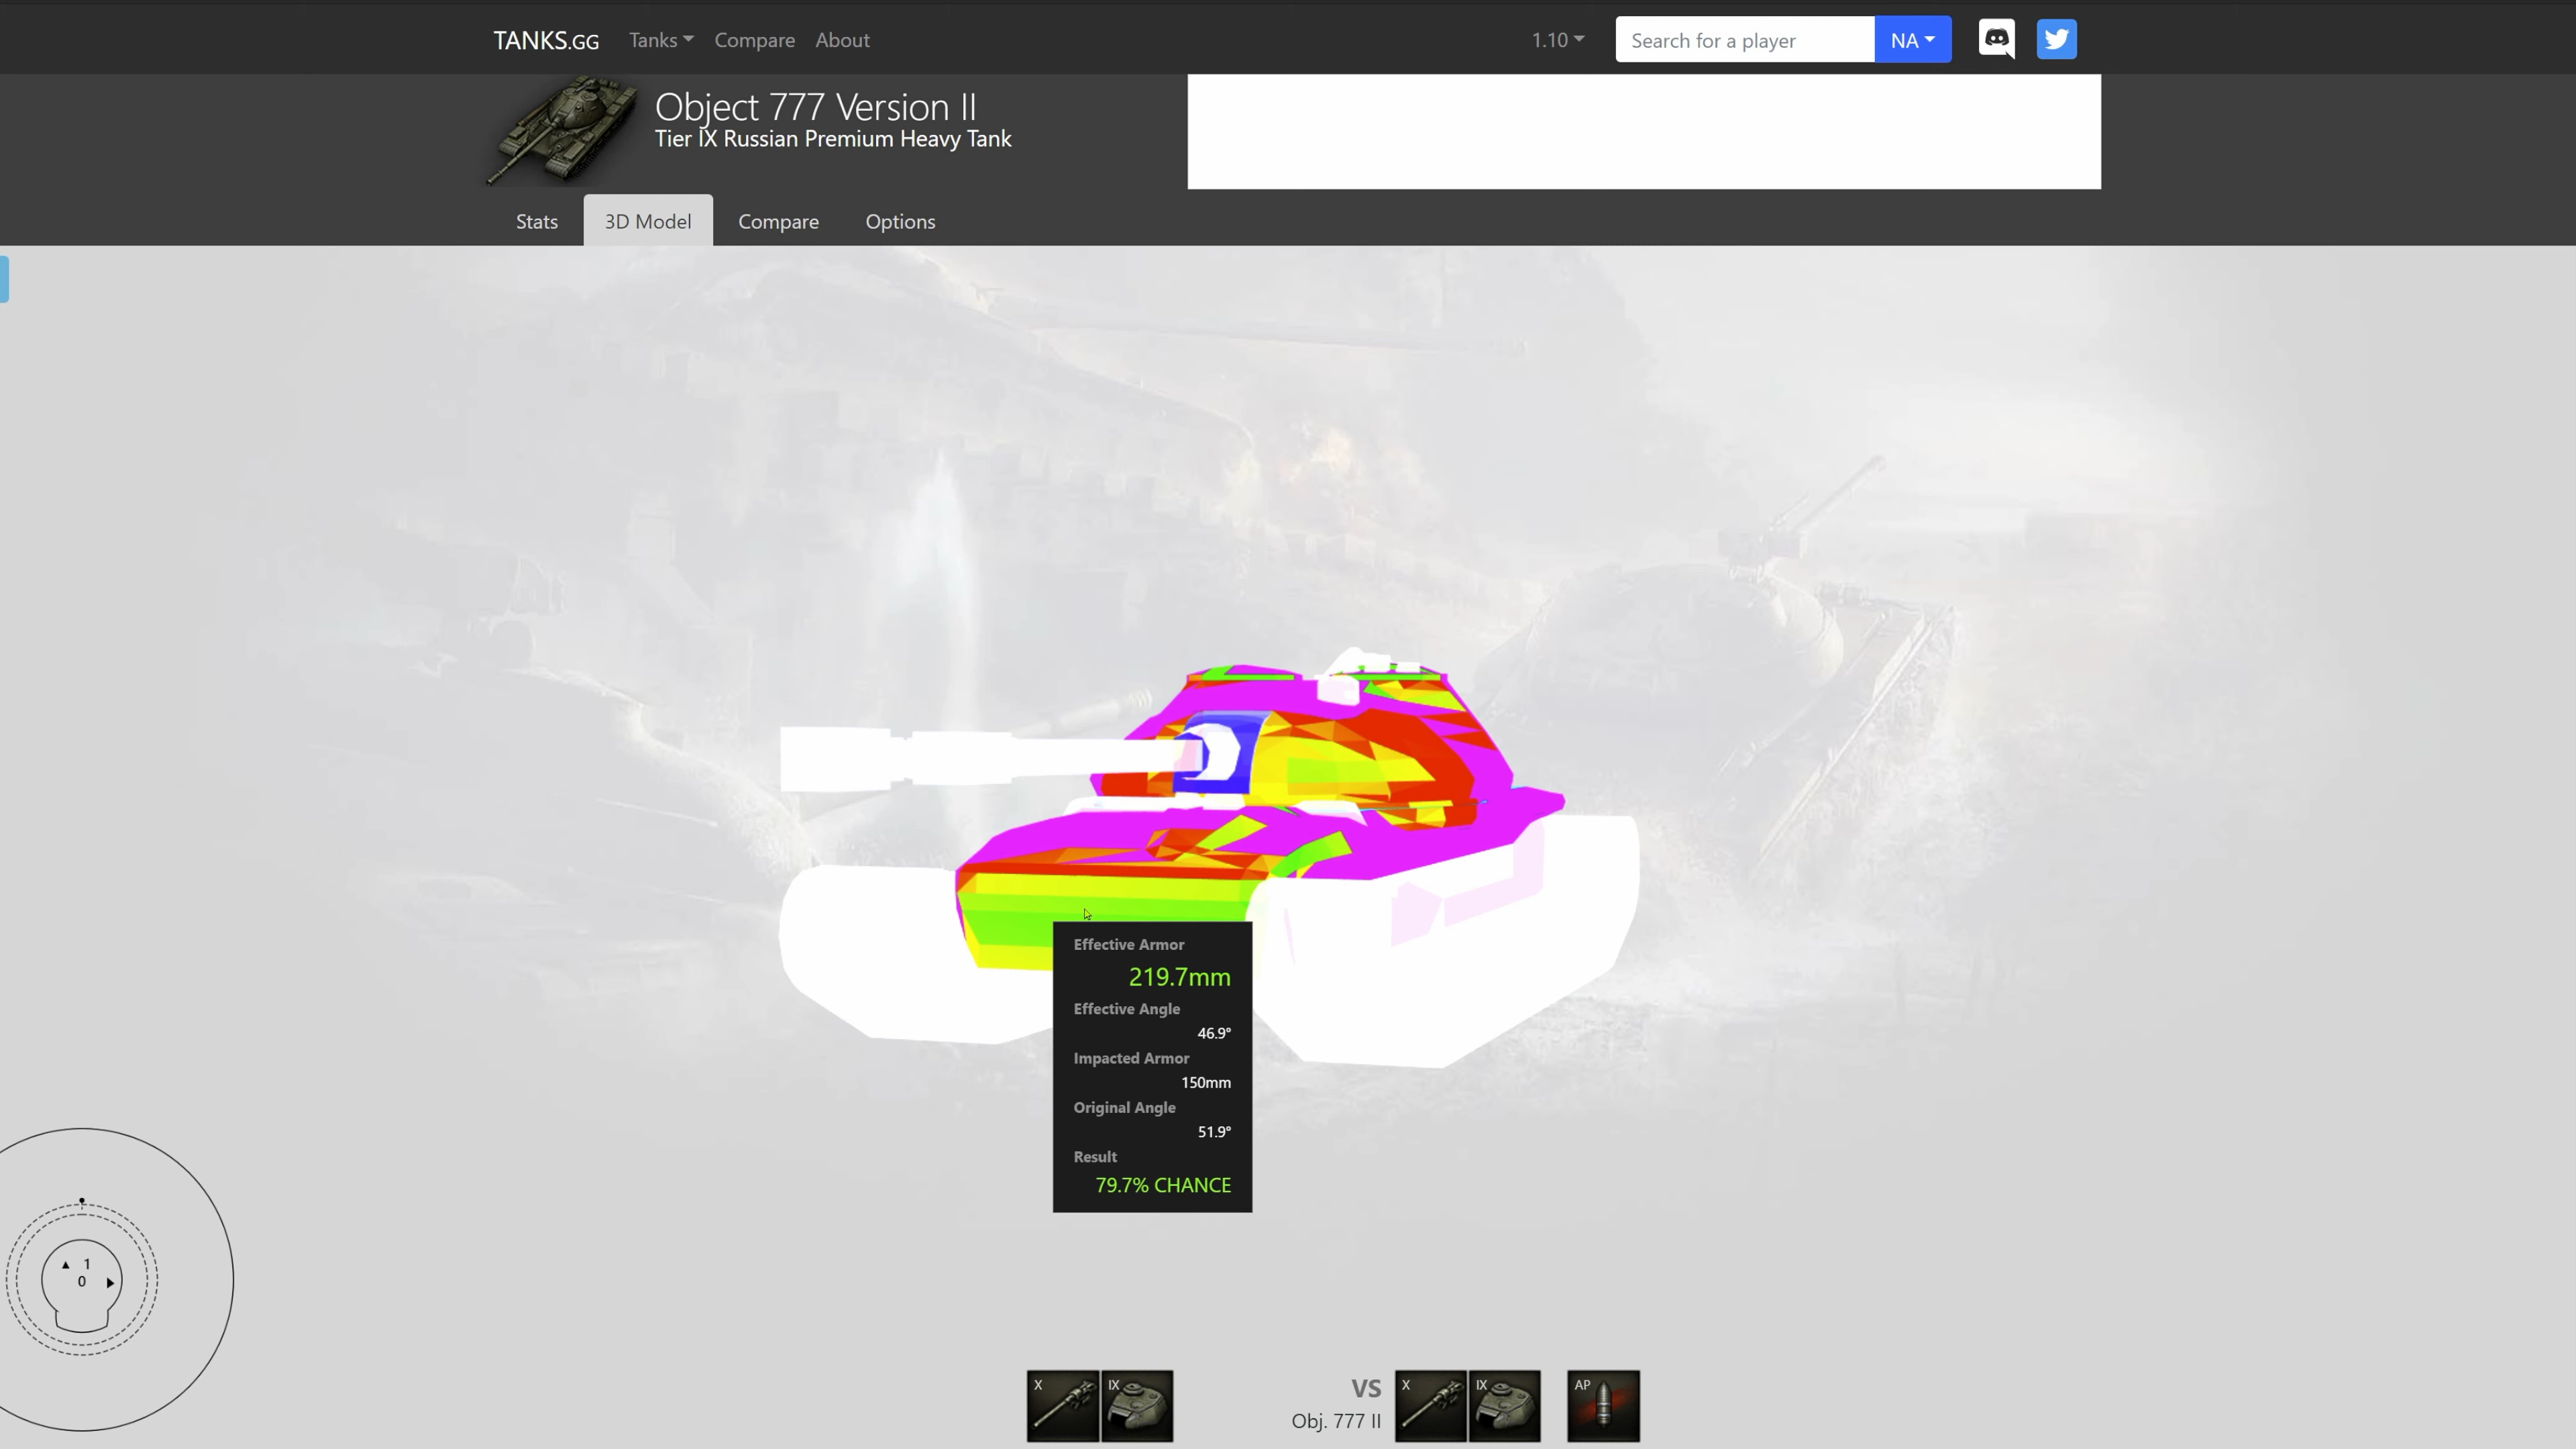 TANKS.GG Tanks Compare About 1.10 Search for a player NA
Object 777 Version II
Tier IX Russian Premium Heavy Tank
Stats 3D Model Compare Options
Effective Armor
219.7mm
Effective Angle
46.9°
Impacted Armor
150mm
Original Angle
51.9°
Result
79.7% CHANCE
1
0
X IX VS X IX AP
Obj. 777 II